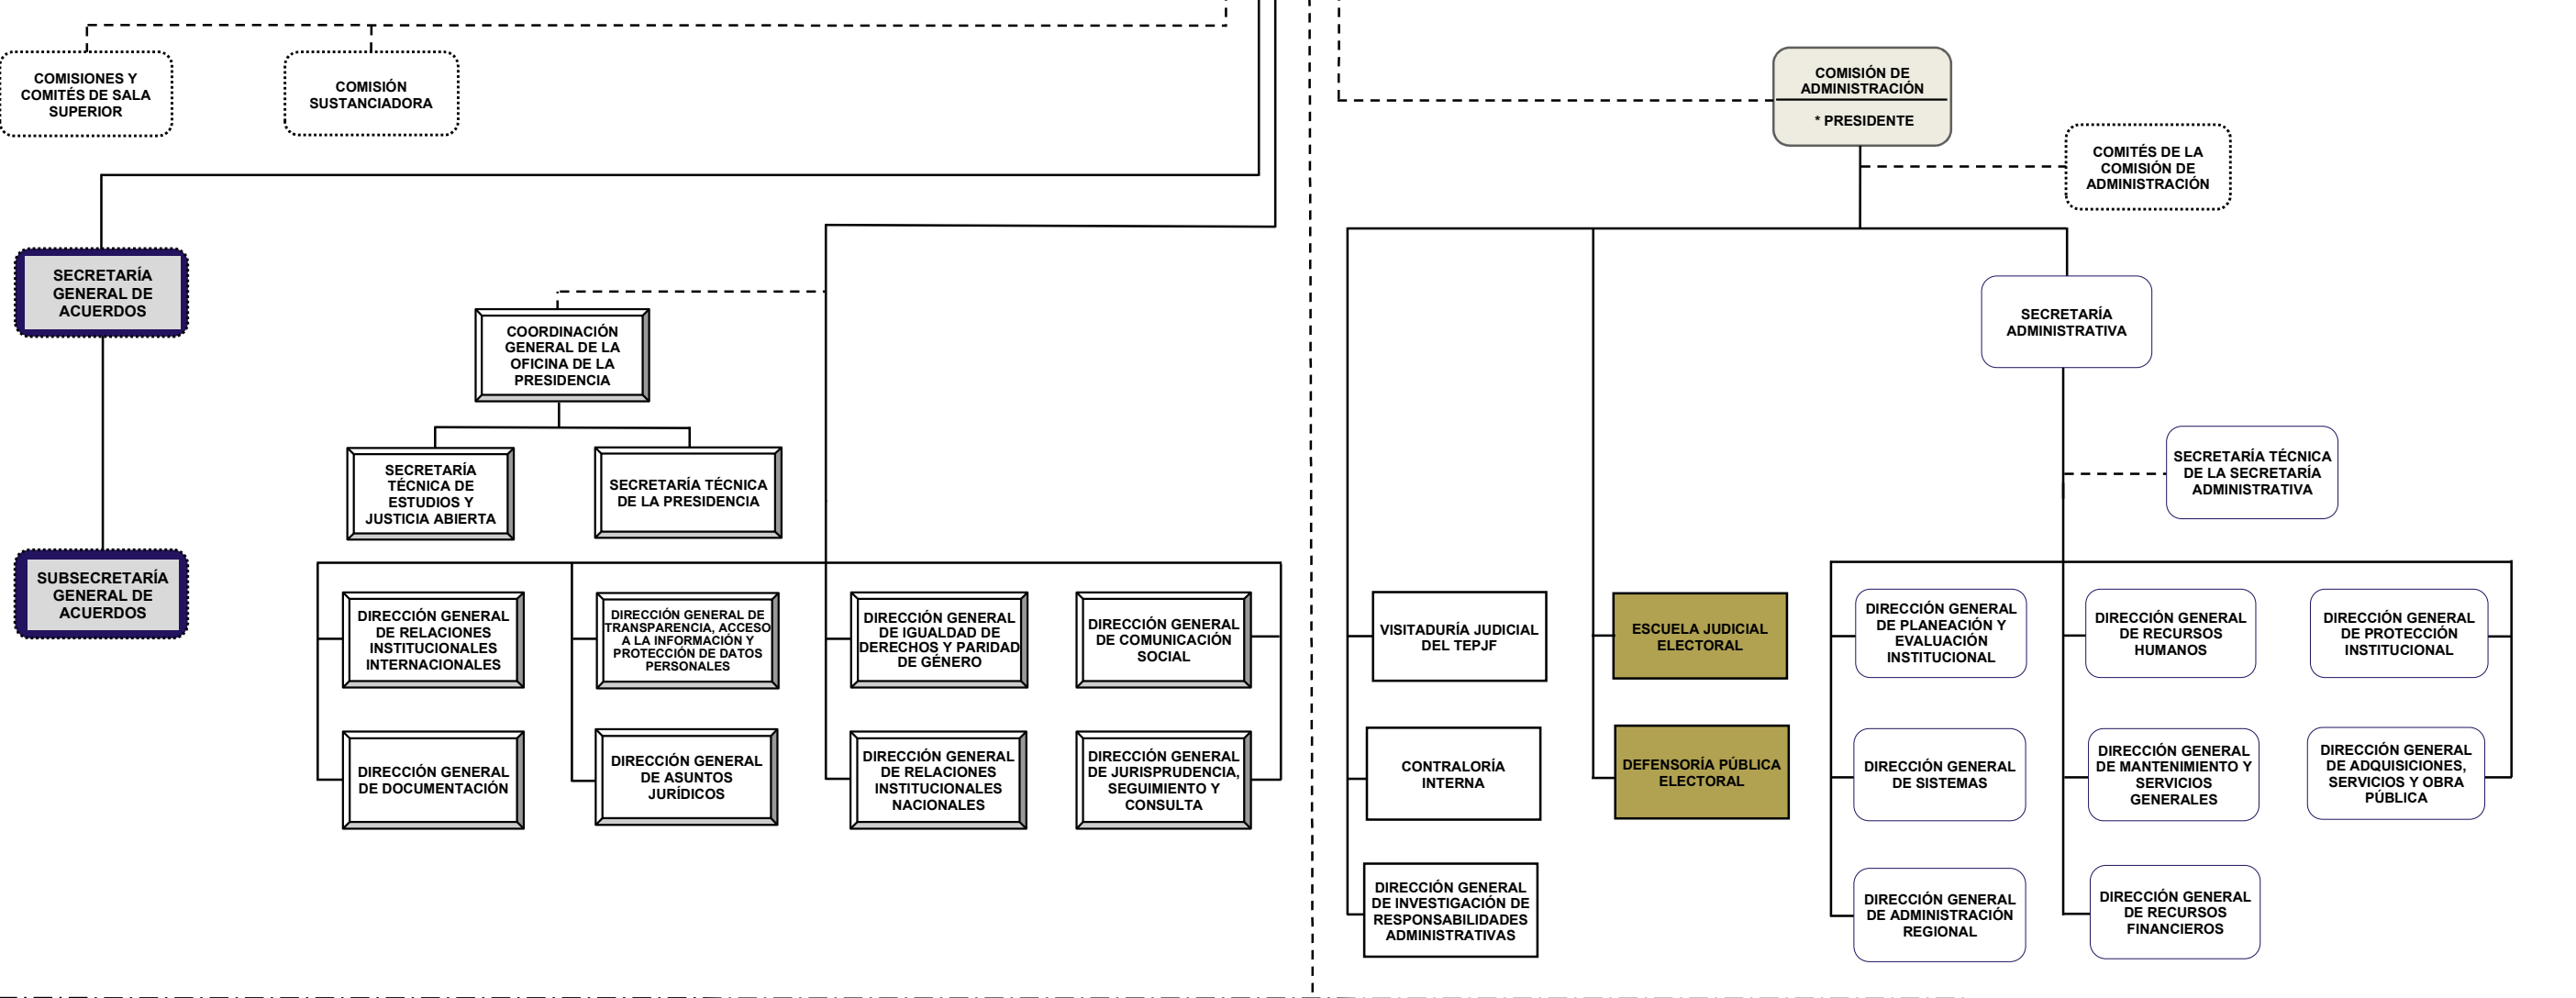 COMISIONES Y
COMITÉS DE SALA
SUPERIOR
COMISIÓN
SUSTANCIADORA
COMISIÓN DE
ADMINISTRACIÓN
* PRESIDENTE
COMITÉS DE LA
COMISIÓN DE
ADMINISTRACIÓN
SECRETARÍA
GENERAL DE
ACUERDOS
COORDINACIÓN
GENERAL DE LA
OFICINA DE LA
PRESIDENCIA
SECRETARÍA
ADMINISTRATIVA
SECRETARÍA
TÉCNICA DE
ESTUDIOS Y
JUSTICIA ABIERTA
SECRETARÍA TÉCNICA
DE LA PRESIDENCIA
SECRETARÍA TÉCNICA
DE LA SECRETARÍA
ADMINISTRATIVA
SUBSECRETARÍA
GENERAL DE
ACUERDOS
DIRECCIÓN GENERAL
DE RELACIONES
INSTITUCIONALES
INTERNACIONALES
DIRECCIÓN GENERAL DE
TRANSPARENCIA, ACCESO
A LA INFORMACIÓN Y
PROTECCIÓN DE DATOS
PERSONALES
DIRECCIÓN GENERAL
DE IGUALDAD DE
DERECHOS Y PARIDAD
DE GÉNERO
DIRECCIÓN GENERAL
DE COMUNICACIÓN
SOCIAL
VISITADURÍA JUDICIAL
DEL TEPJF
ESCUELA JUDICIAL
ELECTORAL
DIRECCIÓN GENERAL
DE PLANEACIÓN Y
EVALUACIÓN
INSTITUCIONAL
DIRECCIÓN GENERAL
DE RECURSOS
HUMANOS
DIRECCIÓN GENERAL
DE PROTECCIÓN
INSTITUCIONAL
DIRECCIÓN GENERAL
DE DOCUMENTACIÓN
DIRECCIÓN GENERAL
DE ASUNTOS
JURÍDICOS
DIRECCIÓN GENERAL
DE RELACIONES
INSTITUCIONALES
NACIONALES
DIRECCIÓN GENERAL
DE JURISPRUDENCIA,
SEGUIMIENTO Y
CONSULTA
CONTRALORÍA
INTERNA
DEFENSORÍA PÚBLICA
ELECTORAL
DIRECCIÓN GENERAL
DE SISTEMAS
DIRECCIÓN GENERAL
DE MANTENIMIENTO Y
SERVICIOS
GENERALES
DIRECCIÓN GENERAL
DE ADQUISICIONES,
SERVICIOS Y OBRA
PÚBLICA
DIRECCIÓN GENERAL
DE INVESTIGACIÓN DE
RESPONSABILIDADES
ADMINISTRATIVAS
DIRECCIÓN GENERAL
DE ADMINISTRACIÓN
REGIONAL
DIRECCIÓN GENERAL
DE RECURSOS
FINANCIEROS